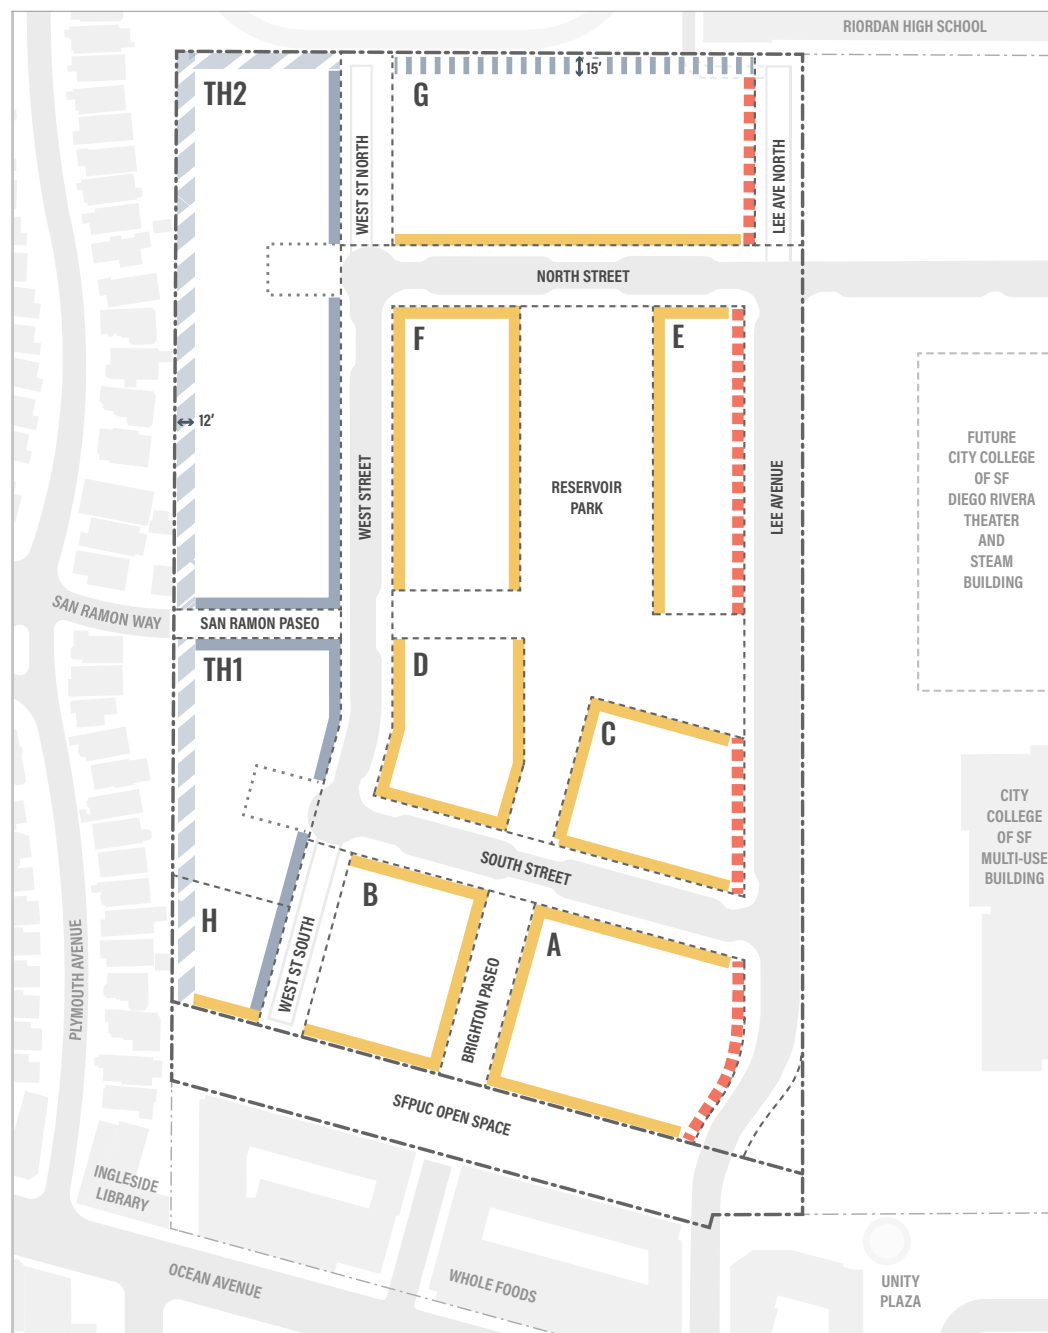 RIORDAN HIGH SCHOOL
15'
TH2
G
WEST ST NORTH
LEE AVE NORTH
NORTH STREET
F
E
12'
RESERVOIR
PARK
WEST STREET
LEE AVENUE
FUTURE
CITY COLLEGE
OF SF
DIEGO RIVERA
THEATER
AND
STEAM
BUILDING
SAN RAMON WAY
SAN RAMON PASEO
TH1
D
C
CITY
COLLEGE
OF SF
MULTI-USE
BUILDING
SOUTH STREET
B
H
A
PLYMOUTH AVENUE
WEST ST SOUTH
BRIGHTON PASEO
SFPUC OPEN SPACE
INGLESIDE
LIBRARY
OCEAN AVENUE
WHOLE FOODS
UNITY
PLAZA